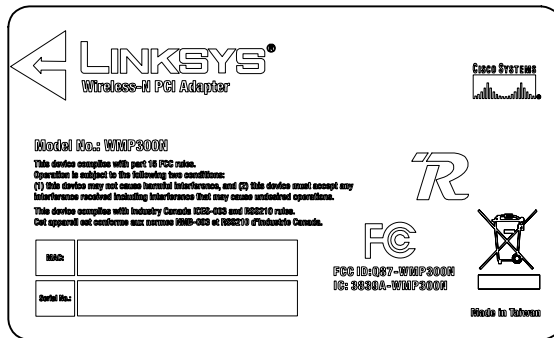 LINKSYS®
Wireless-N PCI Adapter
CISCO SYSTEMS
®
Model No.: WMP300N
This device complies with part 15 FCC rules.
Operation is subject to the following two conditions:
(1) this device may not cause harmful interference, and (2) this device must accept any
interference received including interference that may cause undesired operations.
This device complies with Industry Canada ICES-003 and RSS210 rules.
Cet appareil est conforme aux normes NMB-003 et RSS210 d'Industrie Canada.
MAC:
Serial No.:
FC
FCC ID:Q87-WMP300N
IC: 3839A-WMP300N
Made in Taiwan